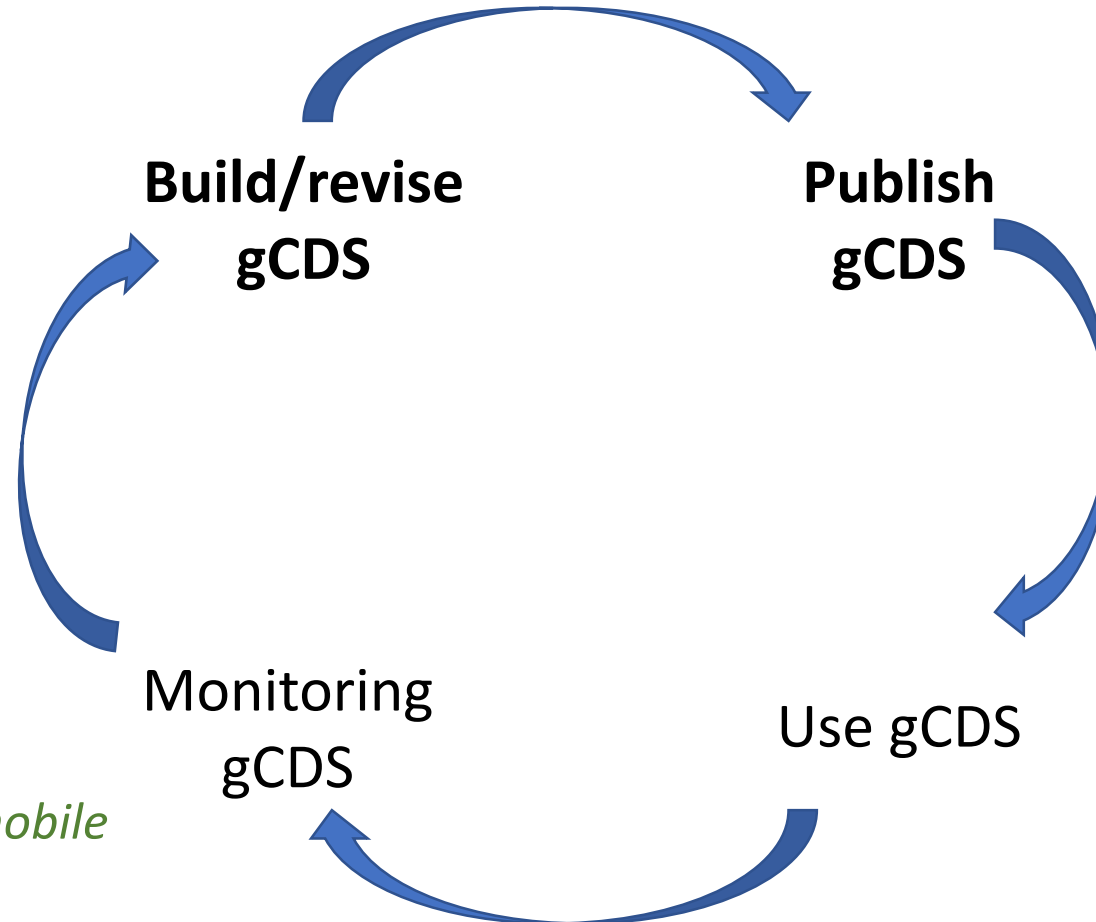 Build/revise
gCDS
Publish
gCDS
Monitoring
gCDS
Use gCDS